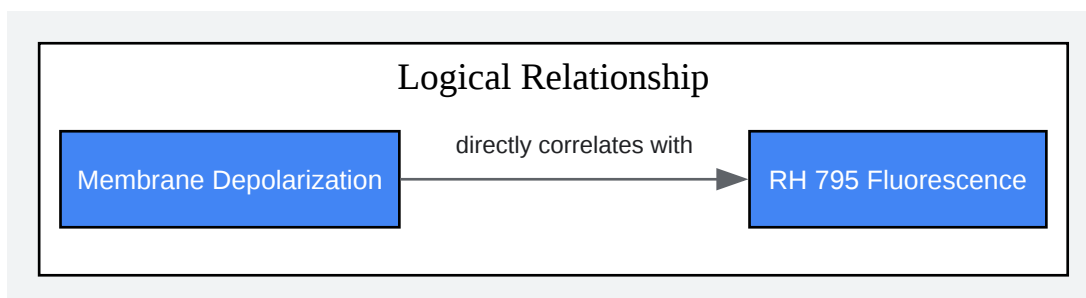 Logical Relationship
directly correlates with
Membrane Depolarization
RH 795 Fluorescence